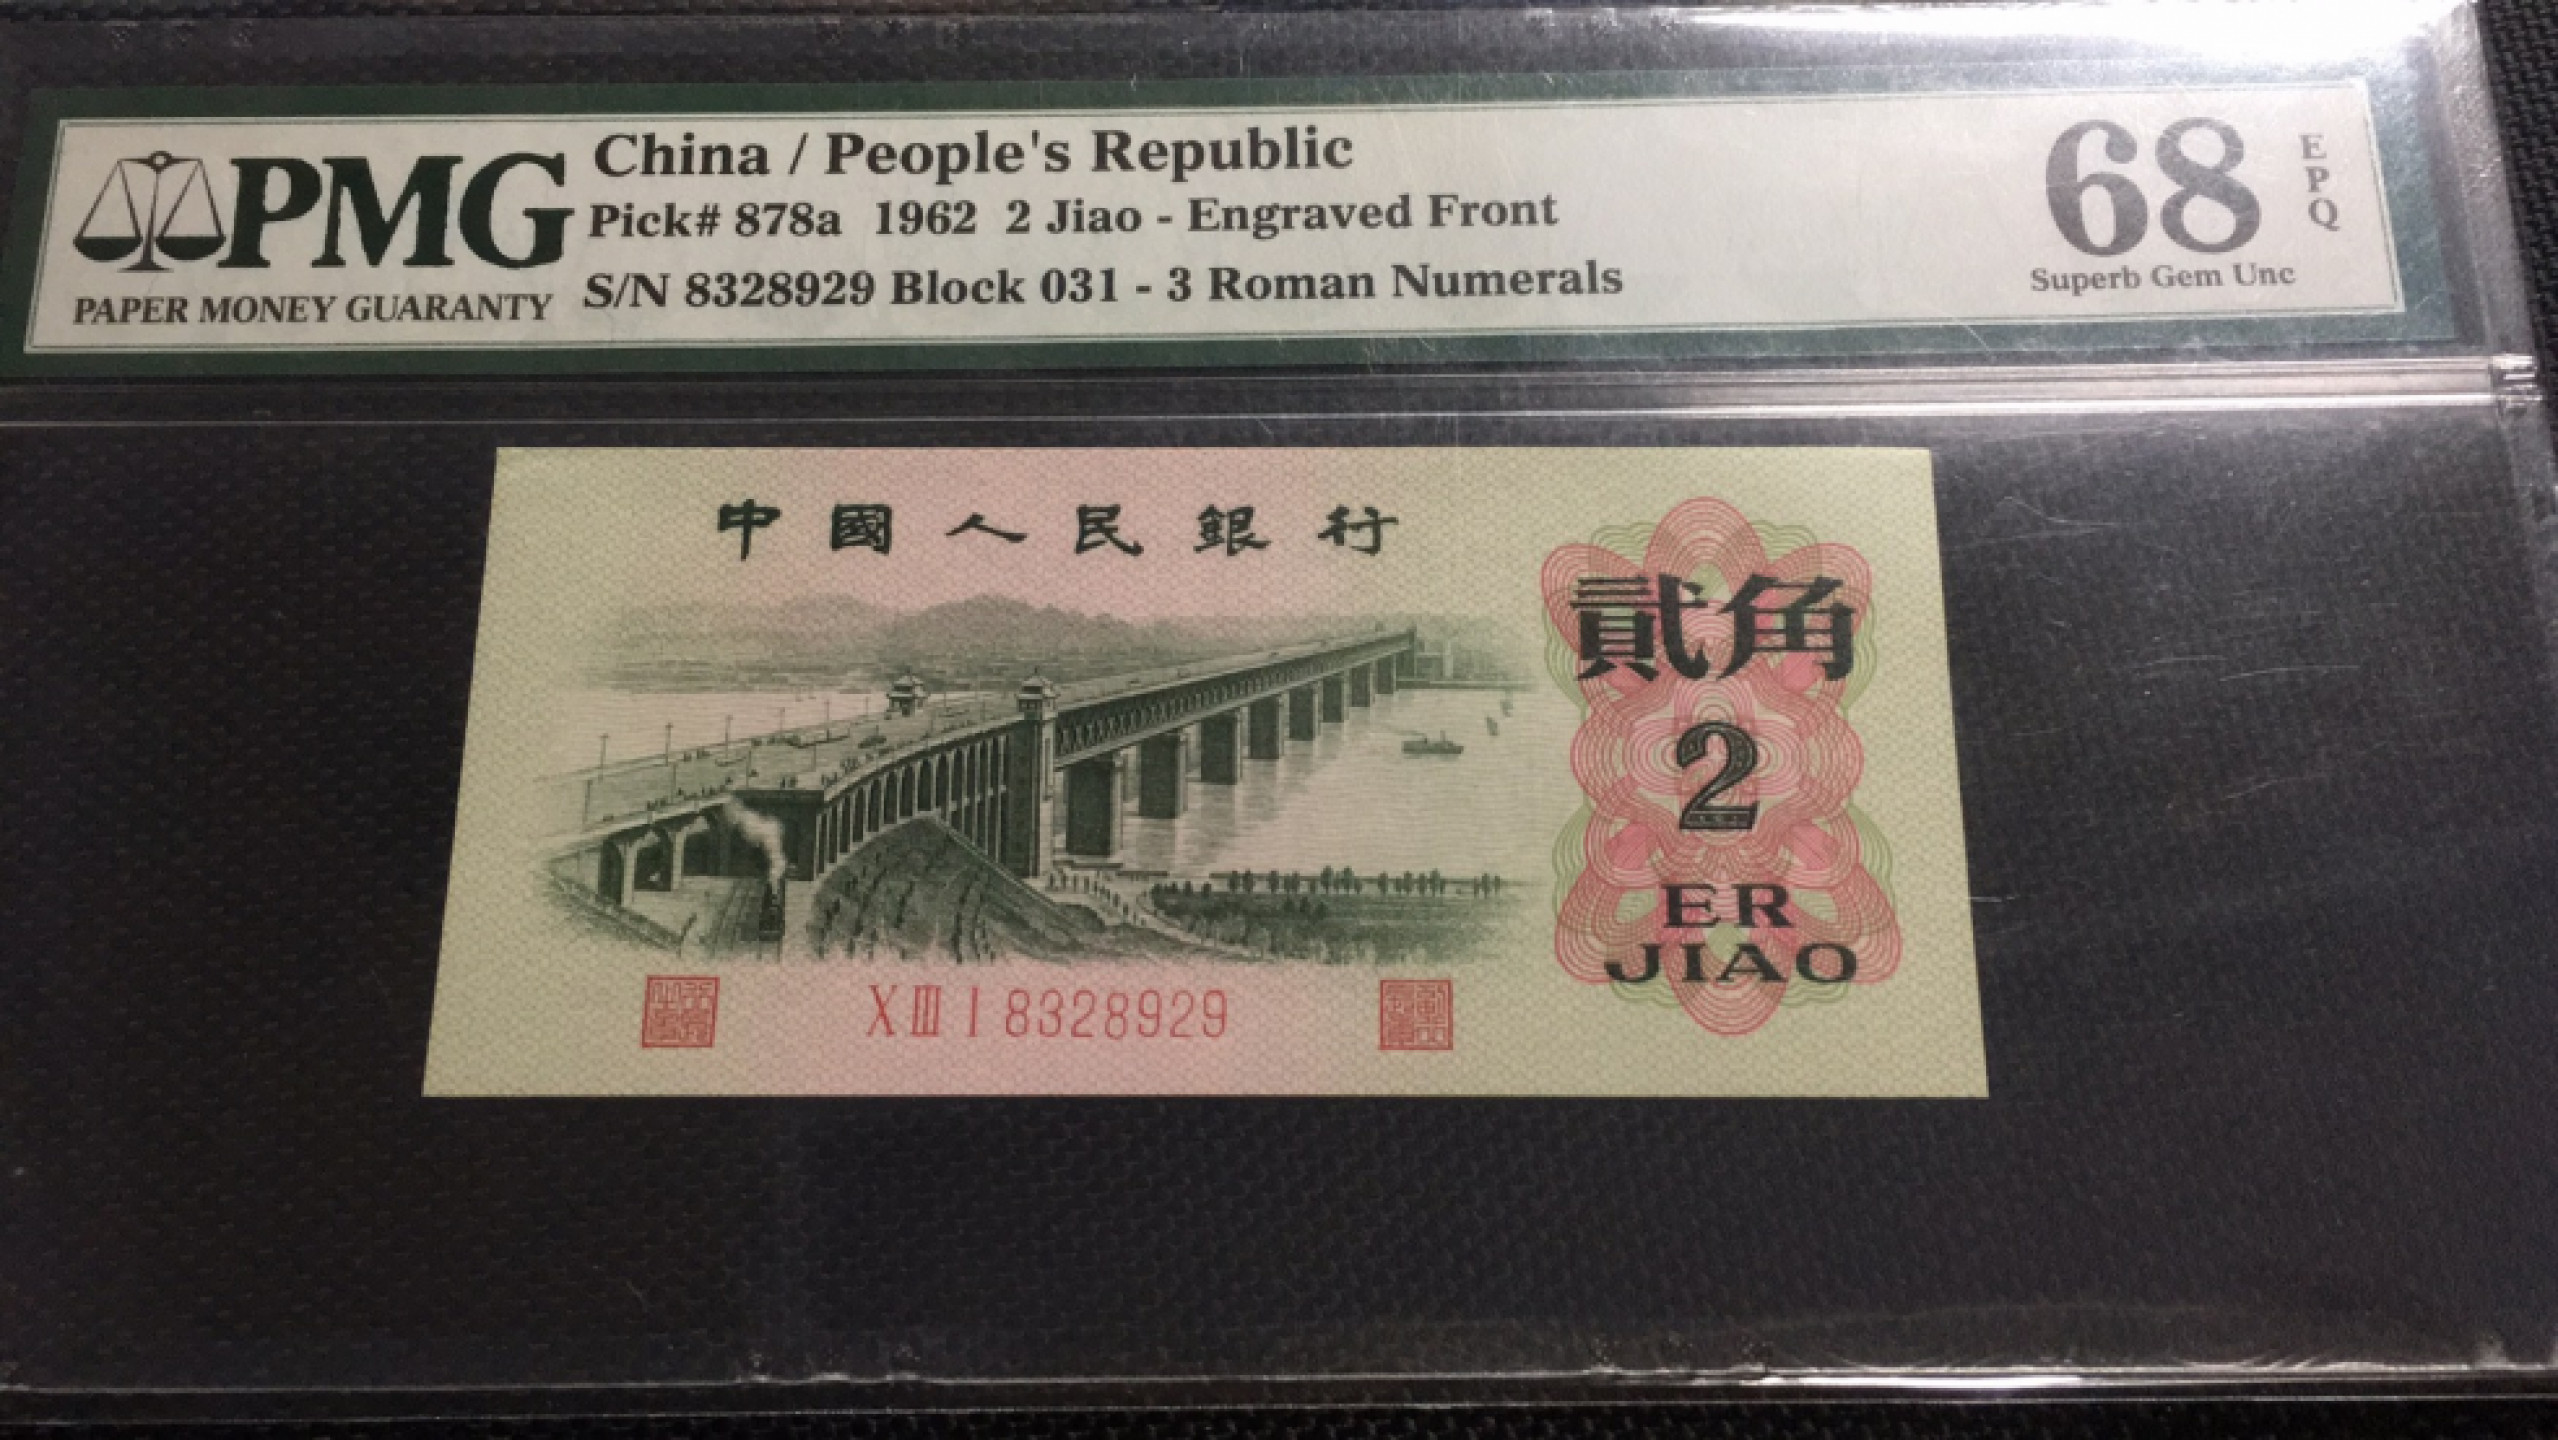 PMG
PAPER MONEY GUARANTY
China / People's Republic
Pick# 878a 1962 2 Jiao - Engraved Front
S/N 8328929 Block 031 - 3 Roman Numerals
68
EPQ
Superb Gem Unc
中國人民銀行
貳角
2
ER
JIAO
X III I 8328929